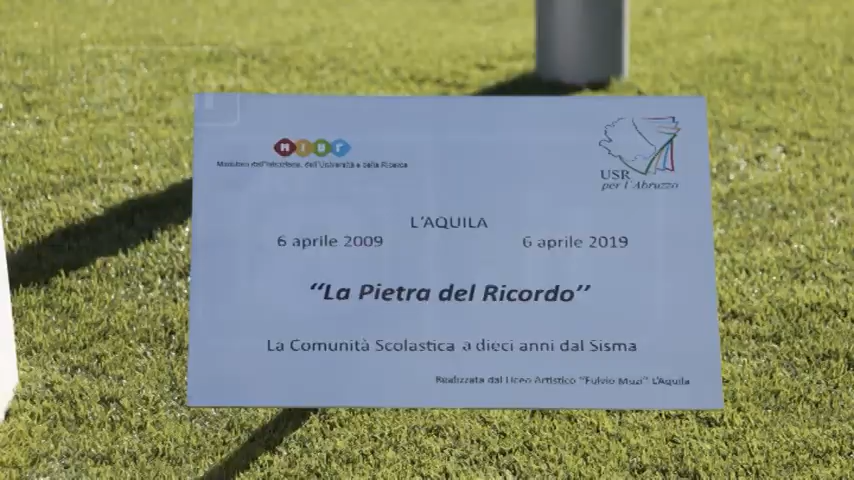 MIUR
Ministero dell'Istruzione, dell'Università e della Ricerca
USR
per l'Abruzzo
L'AQUILA
6 aprile 2009 6 aprile 2019
"La Pietra del Ricordo"
La Comunità Scolastica a dieci anni dal Sisma
Realizzata dal Liceo Artistico "Fulvio Muzi" L'Aquila